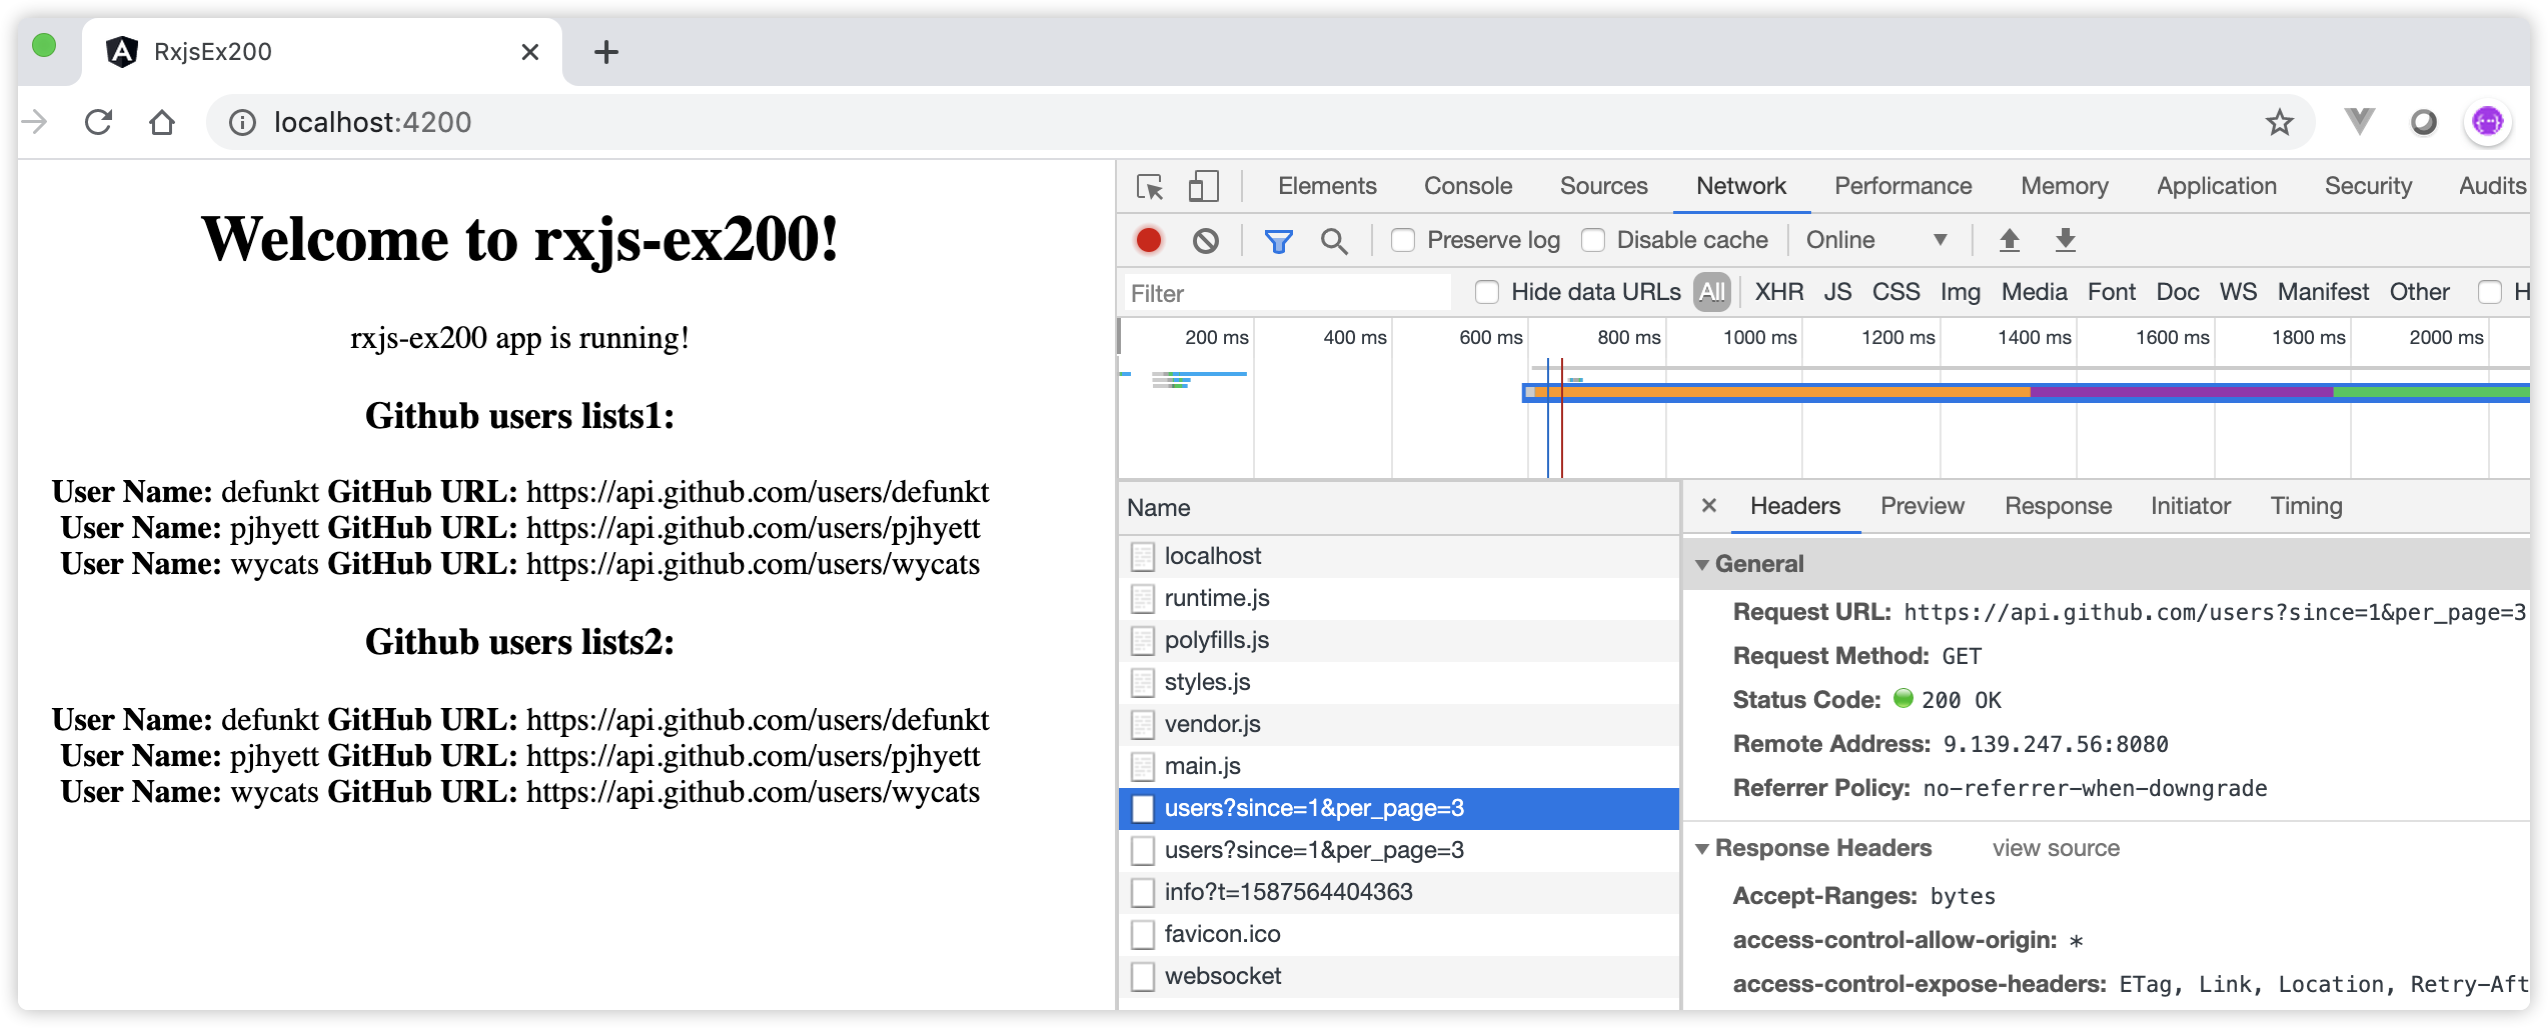 RxjsEx200
localhost:4200
Welcome to rxjs-ex200!
rxjs-ex200 app is running!
Github users lists1:
User Name: defunkt GitHub URL: https://api.github.com/users/defunkt
User Name: pjhyett GitHub URL: https://api.github.com/users/pjhyett
User Name: wycats GitHub URL: https://api.github.com/users/wycats
Github users lists2:
User Name: defunkt GitHub URL: https://api.github.com/users/defunkt
User Name: pjhyett GitHub URL: https://api.github.com/users/pjhyett
User Name: wycats GitHub URL: https://api.github.com/users/wycats
Elements Console Sources Network Performance Memory Application Security Audits
Preserve log Disable cache Online
Filter Hide data URLs All XHR JS CSS Img Media Font Doc WS Manifest Other H
200 ms 400 ms 600 ms 800 ms 1000 ms 1200 ms 1400 ms 1600 ms 1800 ms 2000 ms
Name
localhost
runtime.js
polyfills.js
styles.js
vendor.js
main.js
users?since=1&per_page=3
users?since=1&per_page=3
info?t=1587564404363
favicon.ico
websocket
Headers Preview Response Initiator Timing
General
Request URL: https://api.github.com/users?since=1&per_page=3
Request Method: GET
Status Code: 200 OK
Remote Address: 9.139.247.56:8080
Referrer Policy: no-referrer-when-downgrade
Response Headers view source
Accept-Ranges: bytes
access-control-allow-origin: *
access-control-expose-headers: ETag, Link, Location, Retry-Aft